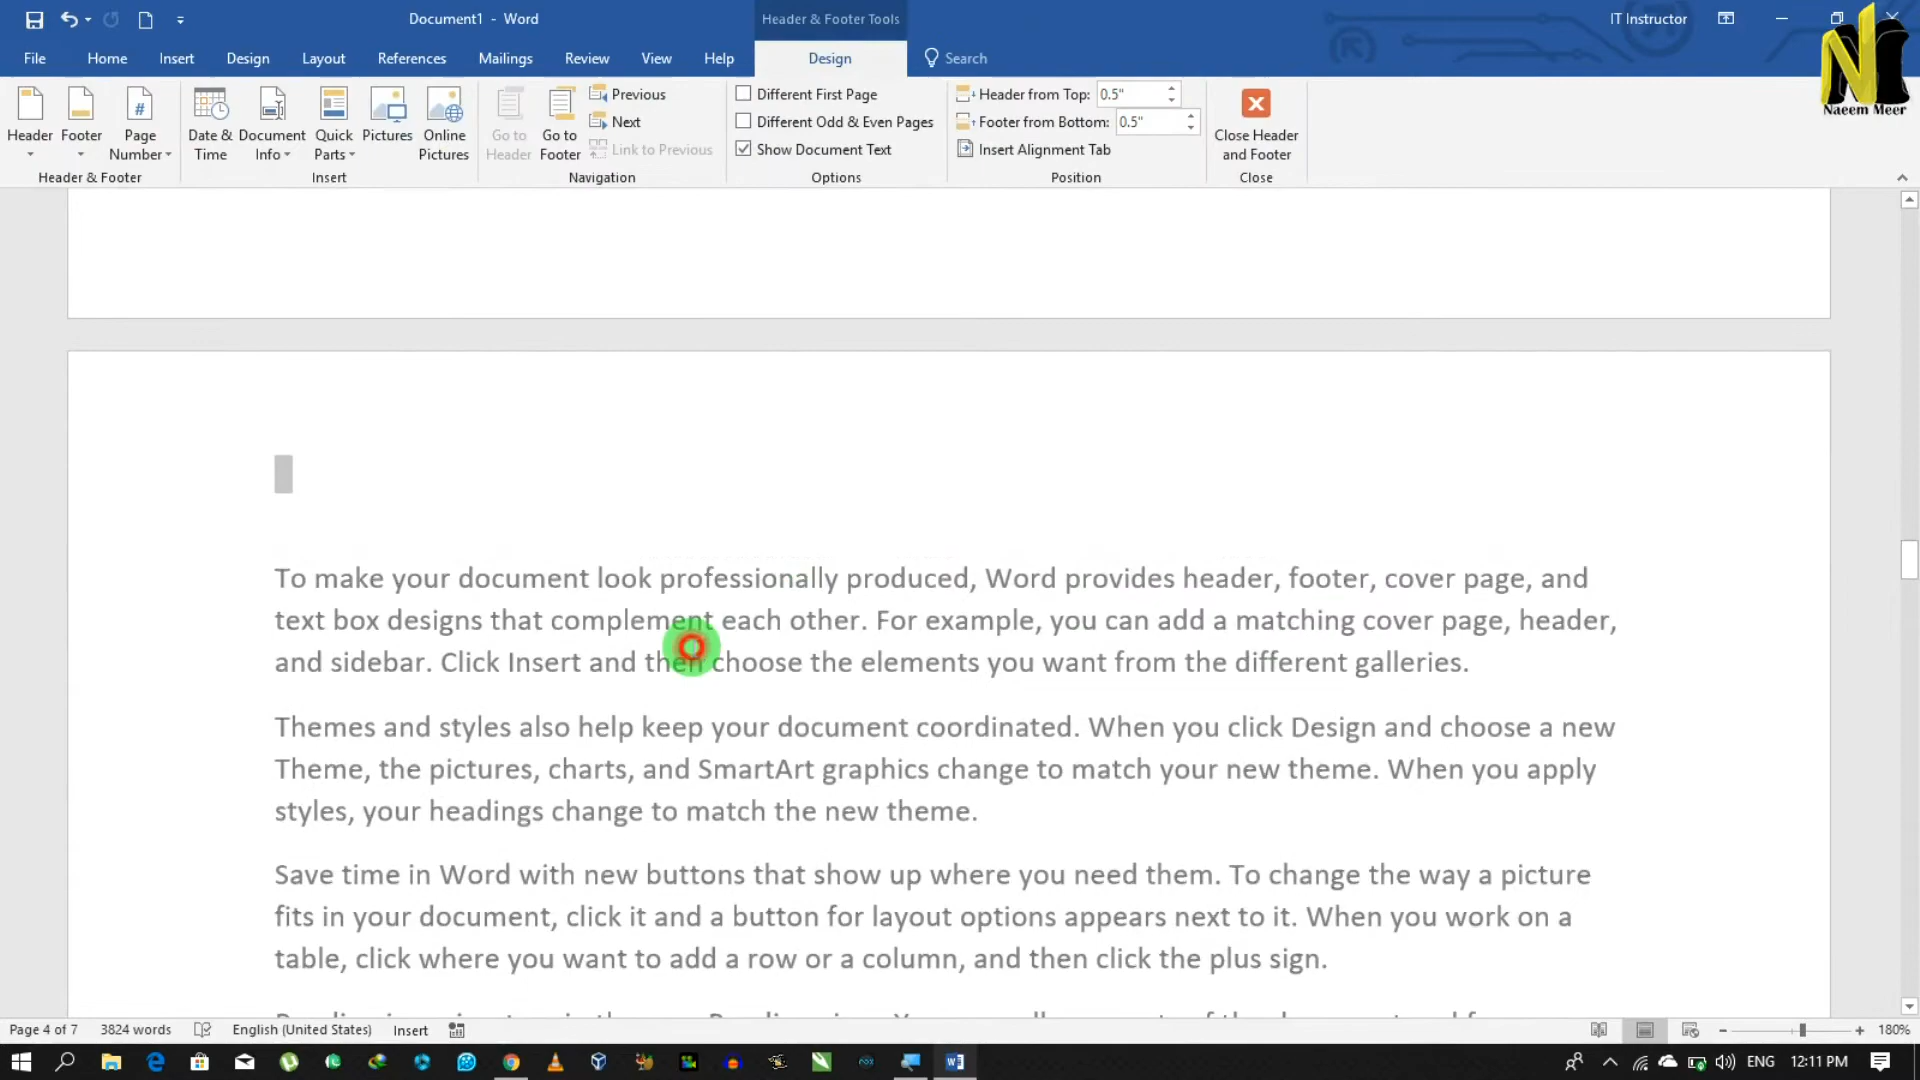 Document1 - Word
Header & Footer Tools
IT Instructor
File
Home
Insert
Design
Layout
References
Mailings
Review
View
Help
Design
Search
Header
Footer
Page
Number
Header & Footer
Date &
Time
Document
Info
Quick
Parts
Pictures
Online
Pictures
Insert
Go to
Header
Go to
Footer
Previous
Next
Link to Previous
Navigation
Different First Page
Different Odd & Even Pages
Show Document Text
Options
Header from Top: 0.5"
Footer from Bottom: 0.5"
Insert Alignment Tab
Position
Close Header
and Footer
Close
Naeem Meer
To make your document look professionally produced, Word provides header, footer, cover page, and
text box designs that complement each other. For example, you can add a matching cover page, header,
and sidebar. Click Insert and then choose the elements you want from the different galleries.
Themes and styles also help keep your document coordinated. When you click Design and choose a new
Theme, the pictures, charts, and SmartArt graphics change to match your new theme. When you apply
styles, your headings change to match the new theme.
Save time in Word with new buttons that show up where you need them. To change the way a picture
fits in your document, click it and a button for layout options appears next to it. When you work on a
table, click where you want to add a row or a column, and then click the plus sign.
Page 4 of 7
3824 words
English (United States)
Insert
180%
ENG
12:11 PM